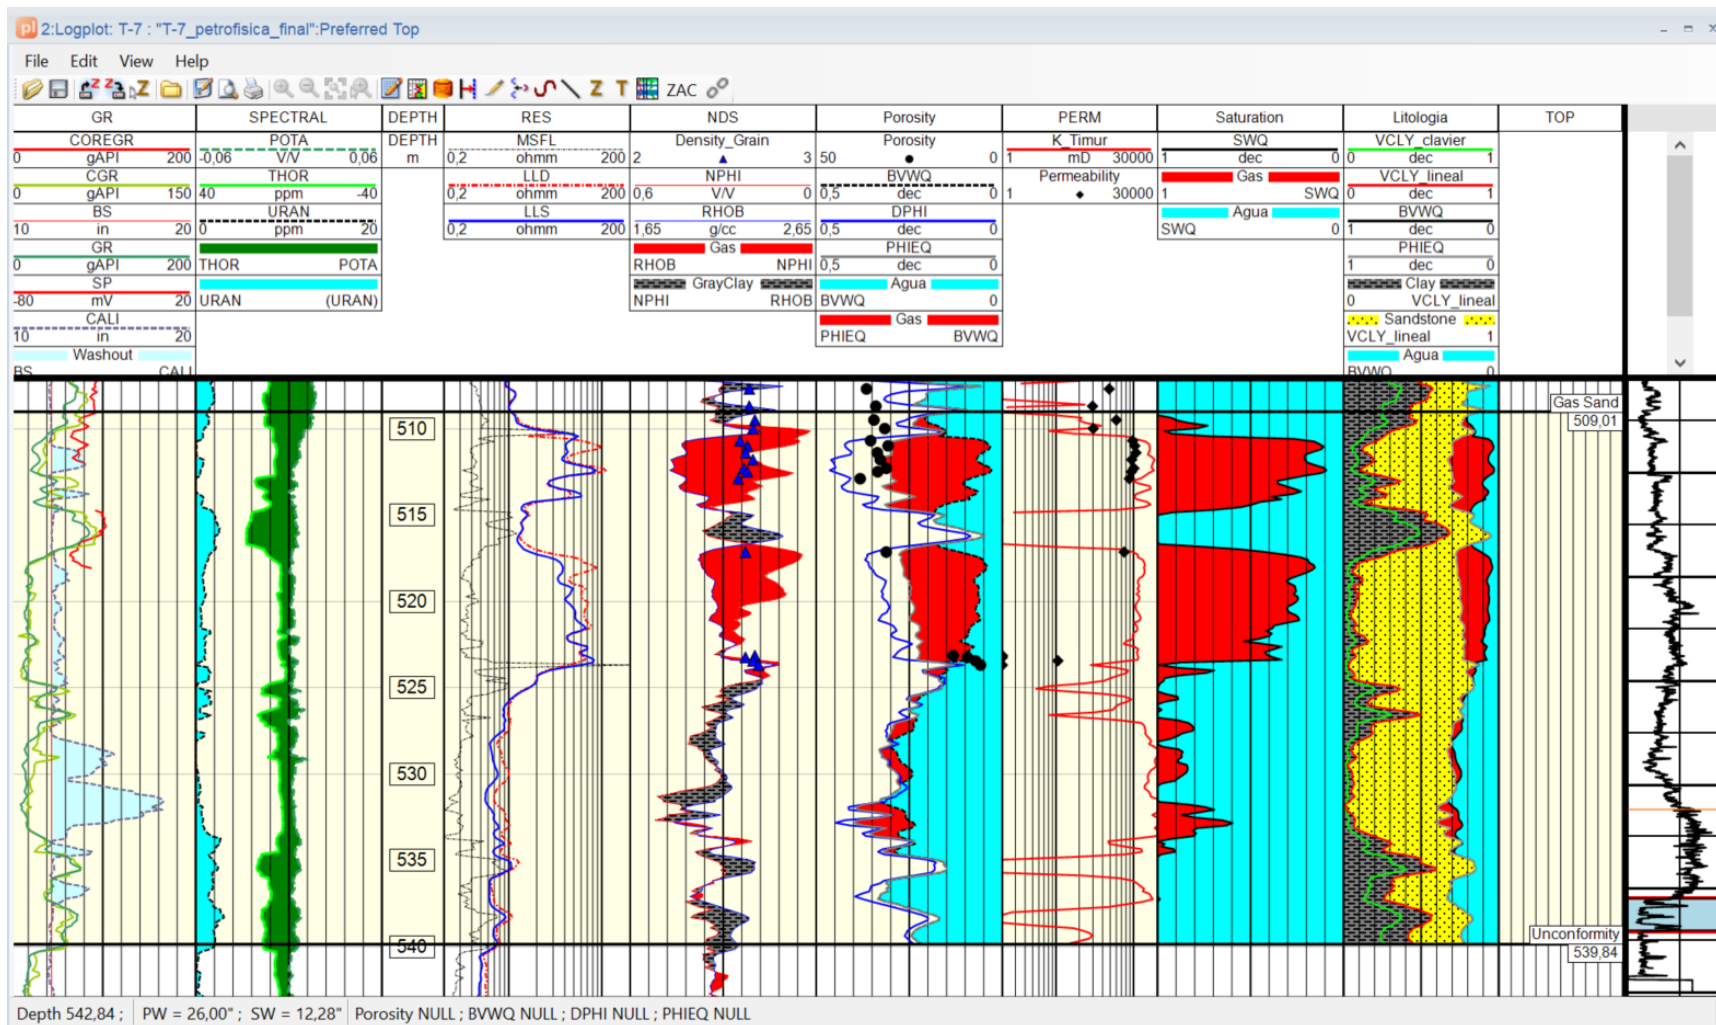 2:Logplot: T-7 : "T-7_petrofisica_final":Preferred Top
File Edit View Help
ZAC
GR SPECTRAL DEPTH RES NDS Porosity PERM Saturation Litologia TOP
COREGR
0 gAPI 200
CGR
0 gAPI 150
BS
10 in 20
GR
0 gAPI 200
SP
-80 mV 20
CALI
10 in 20
Washout
BS CALI
POTA
-0,06 V/V 0,06
THOR
40 ppm -40
URAN
0 ppm 20
THOR POTA
URAN (URAN)
DEPTH
m
MSFL
0,2 ohmm 200
LLD
0,2 ohmm 200
LLS
0,2 ohmm 200
Density_Grain
2 3
NPHI
0,6 V/V 0
RHOB
1,65 g/cc 2,65
Gas
RHOB NPHI
GrayClay
NPHI RHOB
Porosity
50 0
BVWQ
0,5 dec 0
DPHI
0,5 dec 0
PHIEQ
0,5 dec 0
Agua
BVWQ 0
Gas
PHIEQ BVWQ
K_Timur
1 mD 30000
Permeability
1 30000
SWQ
1 dec 0
Gas
1 SWQ
Agua
SWQ 0
VCLY_clavier
0 dec 1
VCLY_lineal
0 dec 1
BVWQ
1 dec 0
PHIEQ
1 dec 0
Clay
0 VCLY_lineal
Sandstone
VCLY_lineal 1
Agua
BVWQ 0
Gas Sand
509,01
510
515
520
525
530
535
Unconformity
540
539,84
Depth 542,84 ; PW = 26,00" ; SW = 12,28" Porosity NULL ; BVWQ NULL ; DPHI NULL ; PHIEQ NULL